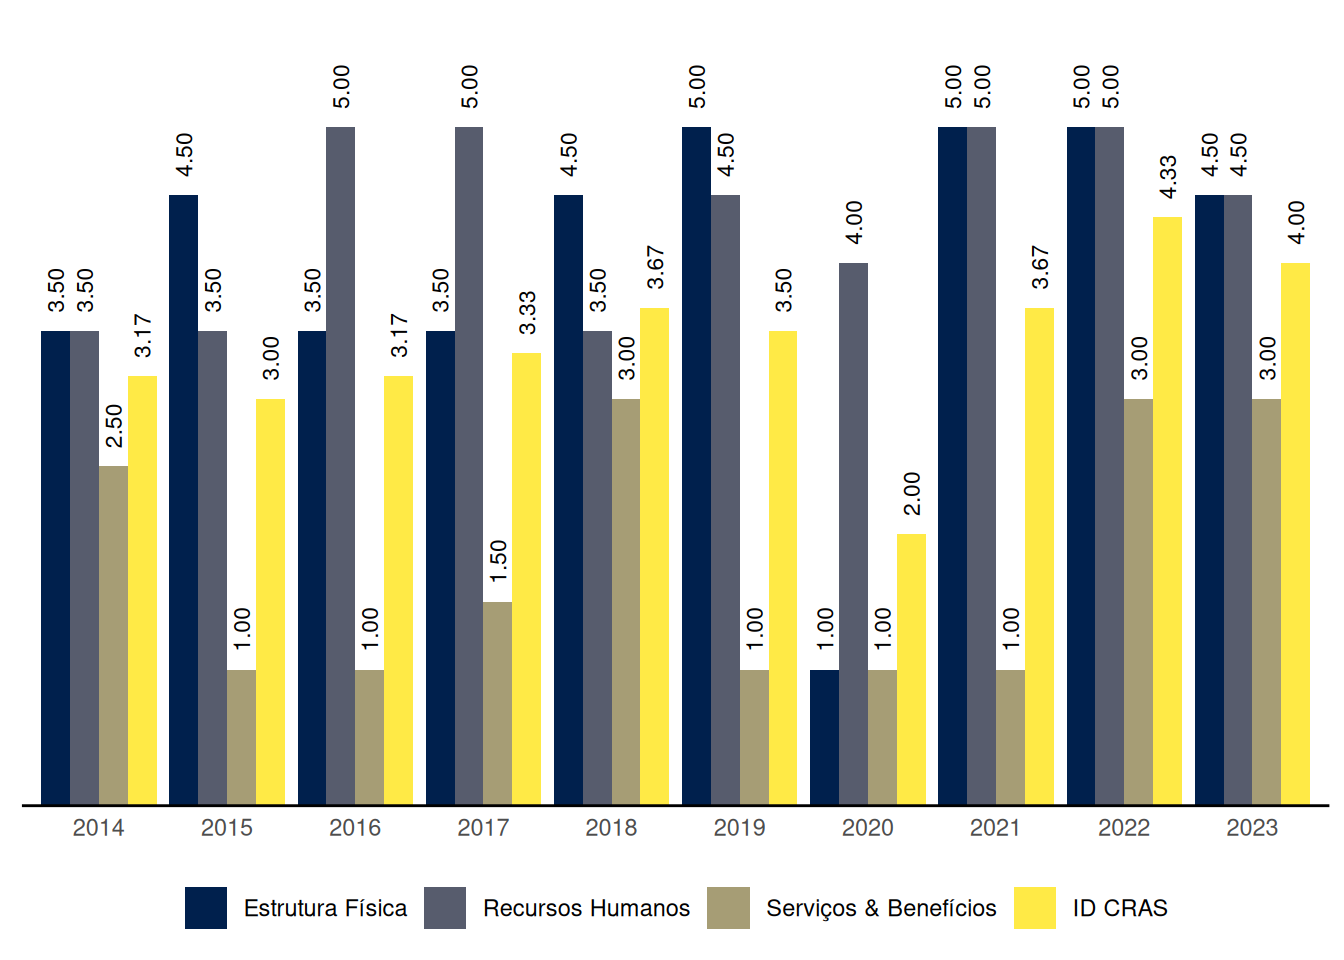 3.50 3.50 2.50 3.17
4.50 3.50 1.00 3.00
3.50 5.00 1.00 3.17
3.50 5.00 1.50 3.33
4.50 3.50 3.00 3.67
5.00 4.50 1.00 3.50
1.00 4.00 1.00 2.00
5.00 5.00 1.00 3.67
5.00 5.00 3.00 4.33
4.50 4.50 3.00 4.00
2014 2015 2016 2017 2018 2019 2020 2021 2022 2023
Estrutura Física Recursos Humanos Serviços & Benefícios ID CRAS